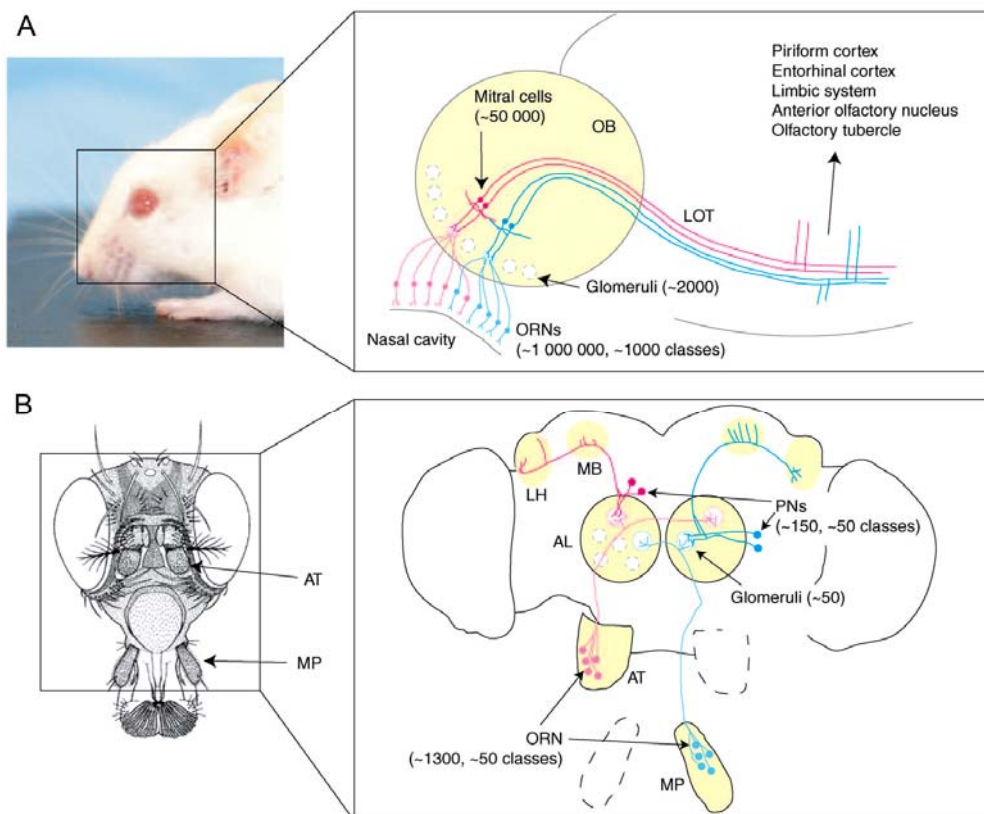 A
Mitral cells
(~50 000)
OB
Piriform cortex
Entorhinal cortex
Limbic system
Anterior olfactory nucleus
Olfactory tubercle
LOT
Glomeruli (~2000)
ORNs
(~1 000 000, ~1000 classes)
Nasal cavity
B
AT
MP
LH
MB
AL
PNs
(~150, ~50 classes)
Glomeruli (~50)
AT
ORN
(~1300, ~50 classes)
MP